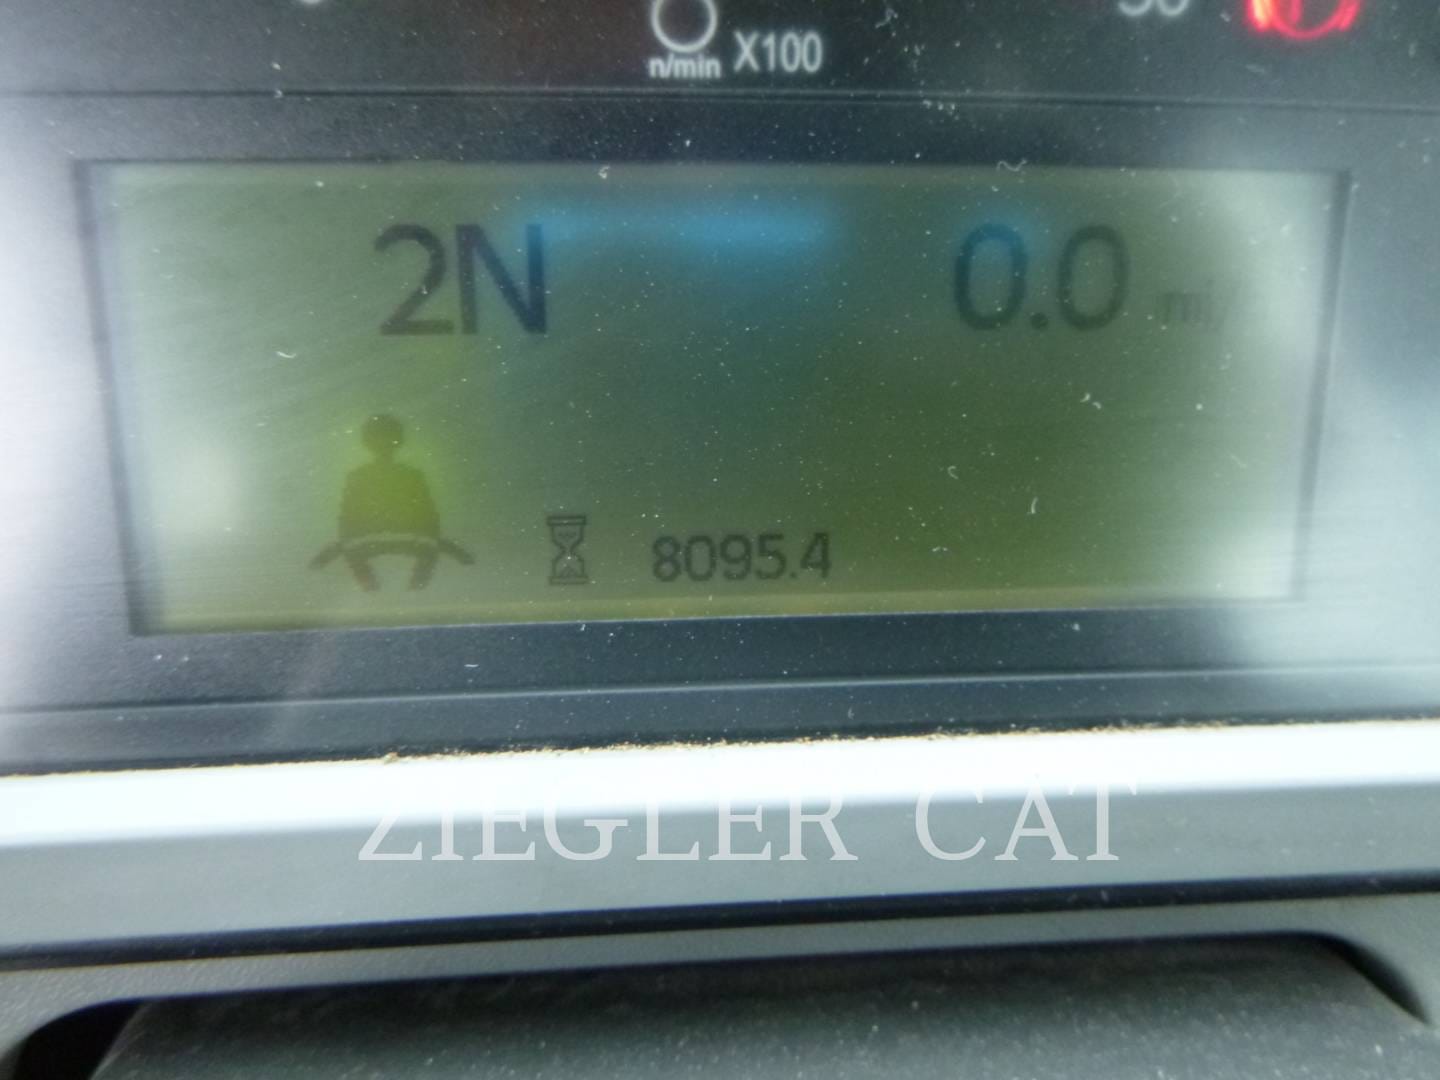 n/min X100
2N 0.0
8095.4
ZIEGLER CAT